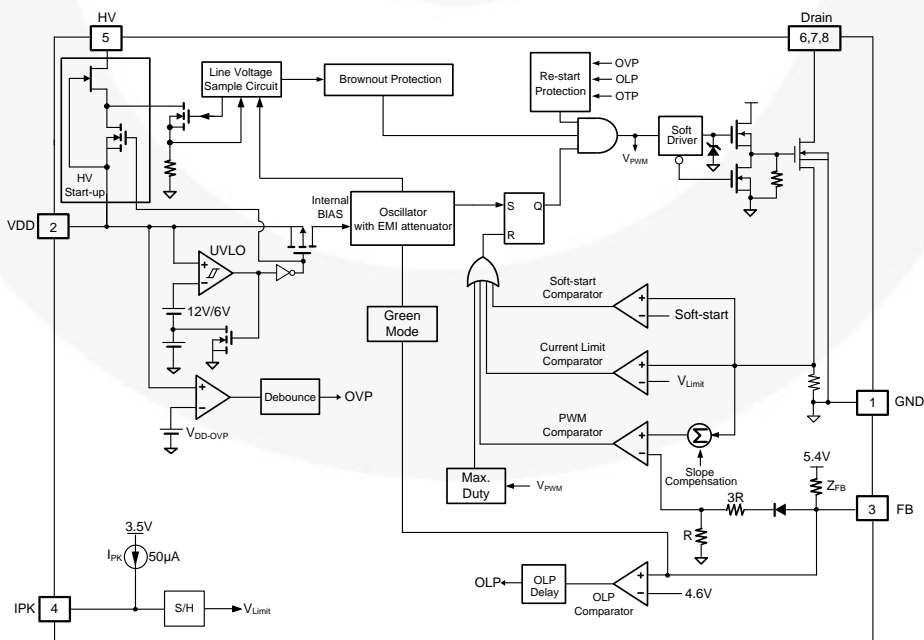 HV
5
Drain
6,7,8
Line Voltage
Sample Circuit
Brownout Protection
Re-start
Protection
OVP
OLP
OTP
HV
Start-up
VPWM
Soft
Driver
VDD
2
Internal
BIAS
Oscillator
with EMI attenuator
S
Q
R
UVLO
+
−
12V/6V
Green
Mode
Soft-start
Comparator
+
−
Soft-start
Current Limit
Comparator
+
−
VLimit
+
−
Debounce
OVP
VDD-OVP
1
GND
PWM
Comparator
+
−
Σ
Slope
Compensation
Max.
Duty
VPWM
5.4V
ZFB
3R
3
FB
R
3.5V
IPK
50μA
OLP
OLP
Delay
OLP
Comparator
+
−
4.6V
IPK
4
S/H
VLimit